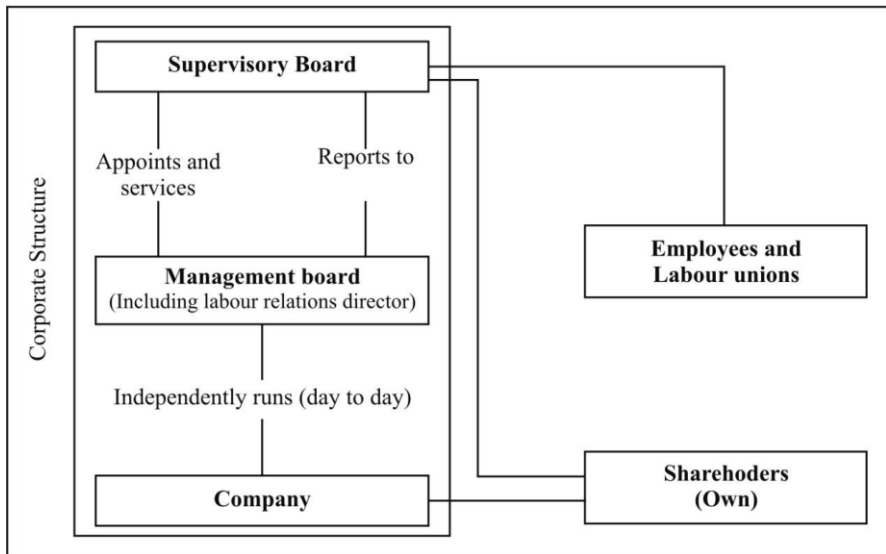 Supervisory Board
Appoints and
services
Reports to
Employees and
Labour unions
Management board
(Including labour relations director)
Corporate Structure
Independently runs (day to day)
Company
Sharehoders
(Own)